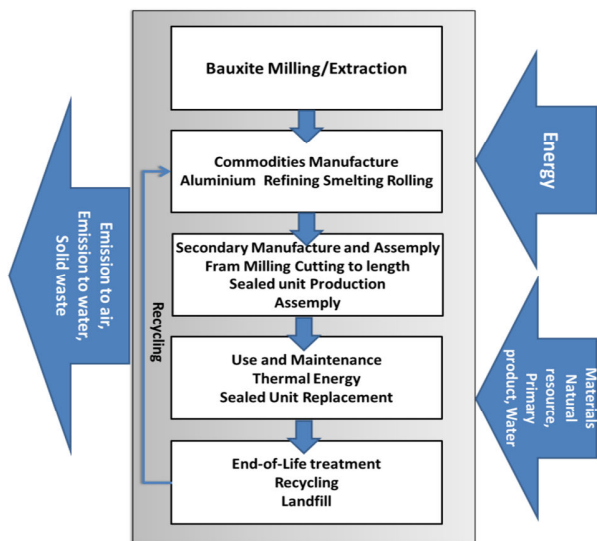 Bauxite Milling/Extraction
Commodities Manufacture
Aluminium Refining Smelting Rolling
Secondary Manufacture and Assemply
Fram Milling Cutting to length
Sealed unit Production
Assemply
Use and Maintenance
Thermal Energy
Sealed Unit Replacement
End-of-Life treatment
Recycling
Landfill
Recycling
Emission to air,
Emission to water,
Solid waste
Energy
Materials
Natural
resource,
Primary
product, Water